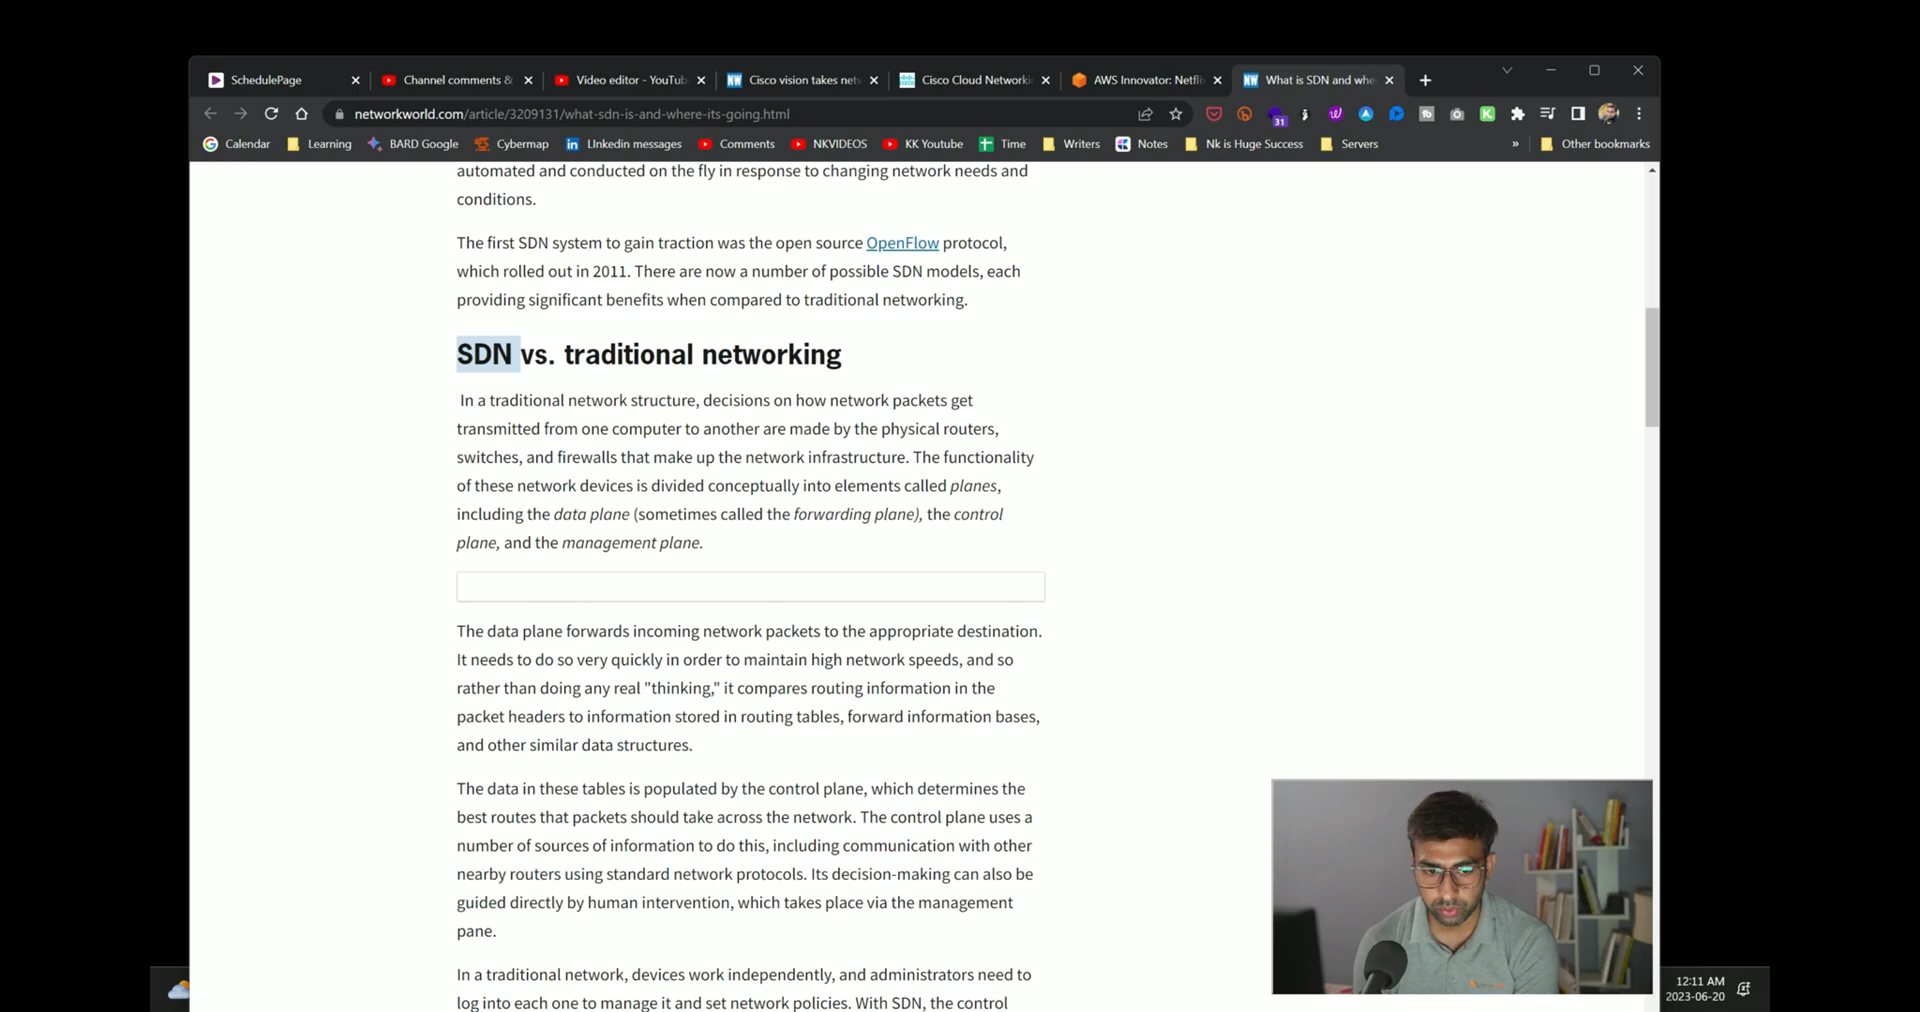 SchedulePage
Channel comments &
Video editor - YouTub
Cisco vision takes netw
Cisco Cloud Networki
AWS Innovator: Netfli
What is SDN and whe
networkworld.com/article/3209131/what-sdn-is-and-where-its-going.html
31
Calendar
Learning
BARD Google
Cybermap
LInkedin messages
Comments
NKVIDEOS
KK Youtube
Time
Writers
Notes
Nk is Huge Success
Servers
»
Other bookmarks
automated and conducted on the fly in response to changing network needs and
conditions.
The first SDN system to gain traction was the open source OpenFlow protocol,
which rolled out in 2011. There are now a number of possible SDN models, each
providing significant benefits when compared to traditional networking.
SDN vs. traditional networking
In a traditional network structure, decisions on how network packets get
transmitted from one computer to another are made by the physical routers,
switches, and firewalls that make up the network infrastructure. The functionality
of these network devices is divided conceptually into elements called planes,
including the data plane (sometimes called the forwarding plane), the control
plane, and the management plane.
The data plane forwards incoming network packets to the appropriate destination.
It needs to do so very quickly in order to maintain high network speeds, and so
rather than doing any real "thinking," it compares routing information in the
packet headers to information stored in routing tables, forward information bases,
and other similar data structures.
The data in these tables is populated by the control plane, which determines the
best routes that packets should take across the network. The control plane uses a
number of sources of information to do this, including communication with other
nearby routers using standard network protocols. Its decision-making can also be
guided directly by human intervention, which takes place via the management
pane.
In a traditional network, devices work independently, and administrators need to
log into each one to manage it and set network policies. With SDN, the control
12:11 AM
2023-06-20